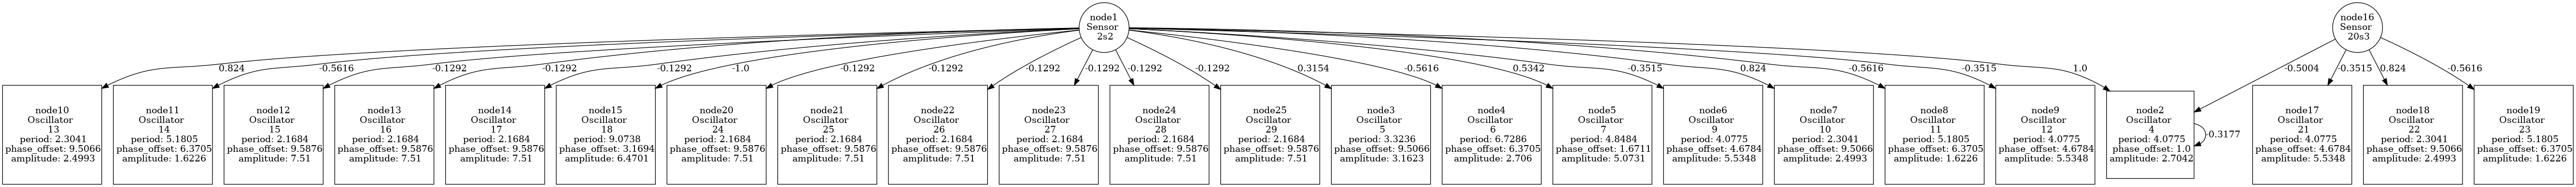 node1
Sensor
2s2
node16
Sensor
20s3
0.824
-0.5616
-0.1292
-0.1292
-0.1292
-1.0
-0.1292
-0.1292
-0.1292
-0.1292
-0.1292
-0.1292
0.3154
-0.5616
0.5342
-0.3515
0.824
-0.5616
-0.3515
1.0
-0.5004
-0.3515
0.824
-0.5616
node10
Oscillator
13
period: 2.3041
phase_offset: 9.5066
amplitude: 2.4993
node11
Oscillator
14
period: 5.1805
phase_offset: 6.3705
amplitude: 1.6226
node12
Oscillator
15
period: 2.1684
phase_offset: 9.5876
amplitude: 7.51
node13
Oscillator
16
period: 2.1684
phase_offset: 9.5876
amplitude: 7.51
node14
Oscillator
17
period: 2.1684
phase_offset: 9.5876
amplitude: 7.51
node15
Oscillator
18
period: 9.0738
phase_offset: 3.1694
amplitude: 6.4701
node20
Oscillator
24
period: 2.1684
phase_offset: 9.5876
amplitude: 7.51
node21
Oscillator
25
period: 2.1684
phase_offset: 9.5876
amplitude: 7.51
node22
Oscillator
26
period: 2.1684
phase_offset: 9.5876
amplitude: 7.51
node23
Oscillator
27
period: 2.1684
phase_offset: 9.5876
amplitude: 7.51
node24
Oscillator
28
period: 2.1684
phase_offset: 9.5876
amplitude: 7.51
node25
Oscillator
29
period: 2.1684
phase_offset: 9.5876
amplitude: 7.51
node3
Oscillator
5
period: 3.3236
phase_offset: 9.5066
amplitude: 3.1623
node4
Oscillator
6
period: 6.7286
phase_offset: 6.3705
amplitude: 2.706
node5
Oscillator
7
period: 4.8484
phase_offset: 1.6711
amplitude: 5.0731
node6
Oscillator
9
period: 4.0775
phase_offset: 4.6784
amplitude: 5.5348
node7
Oscillator
10
period: 2.3041
phase_offset: 9.5066
amplitude: 2.4993
node8
Oscillator
11
period: 5.1805
phase_offset: 6.3705
amplitude: 1.6226
node9
Oscillator
12
period: 4.0775
phase_offset: 4.6784
amplitude: 5.5348
node2
Oscillator
4
period: 4.0775
phase_offset: 1.0
amplitude: 2.7042
-0.3177
node17
Oscillator
21
period: 4.0775
phase_offset: 4.6784
amplitude: 5.5348
node18
Oscillator
22
period: 2.3041
phase_offset: 9.5066
amplitude: 2.4993
node19
Oscillator
23
period: 5.1805
phase_offset: 6.3705
amplitude: 1.6226